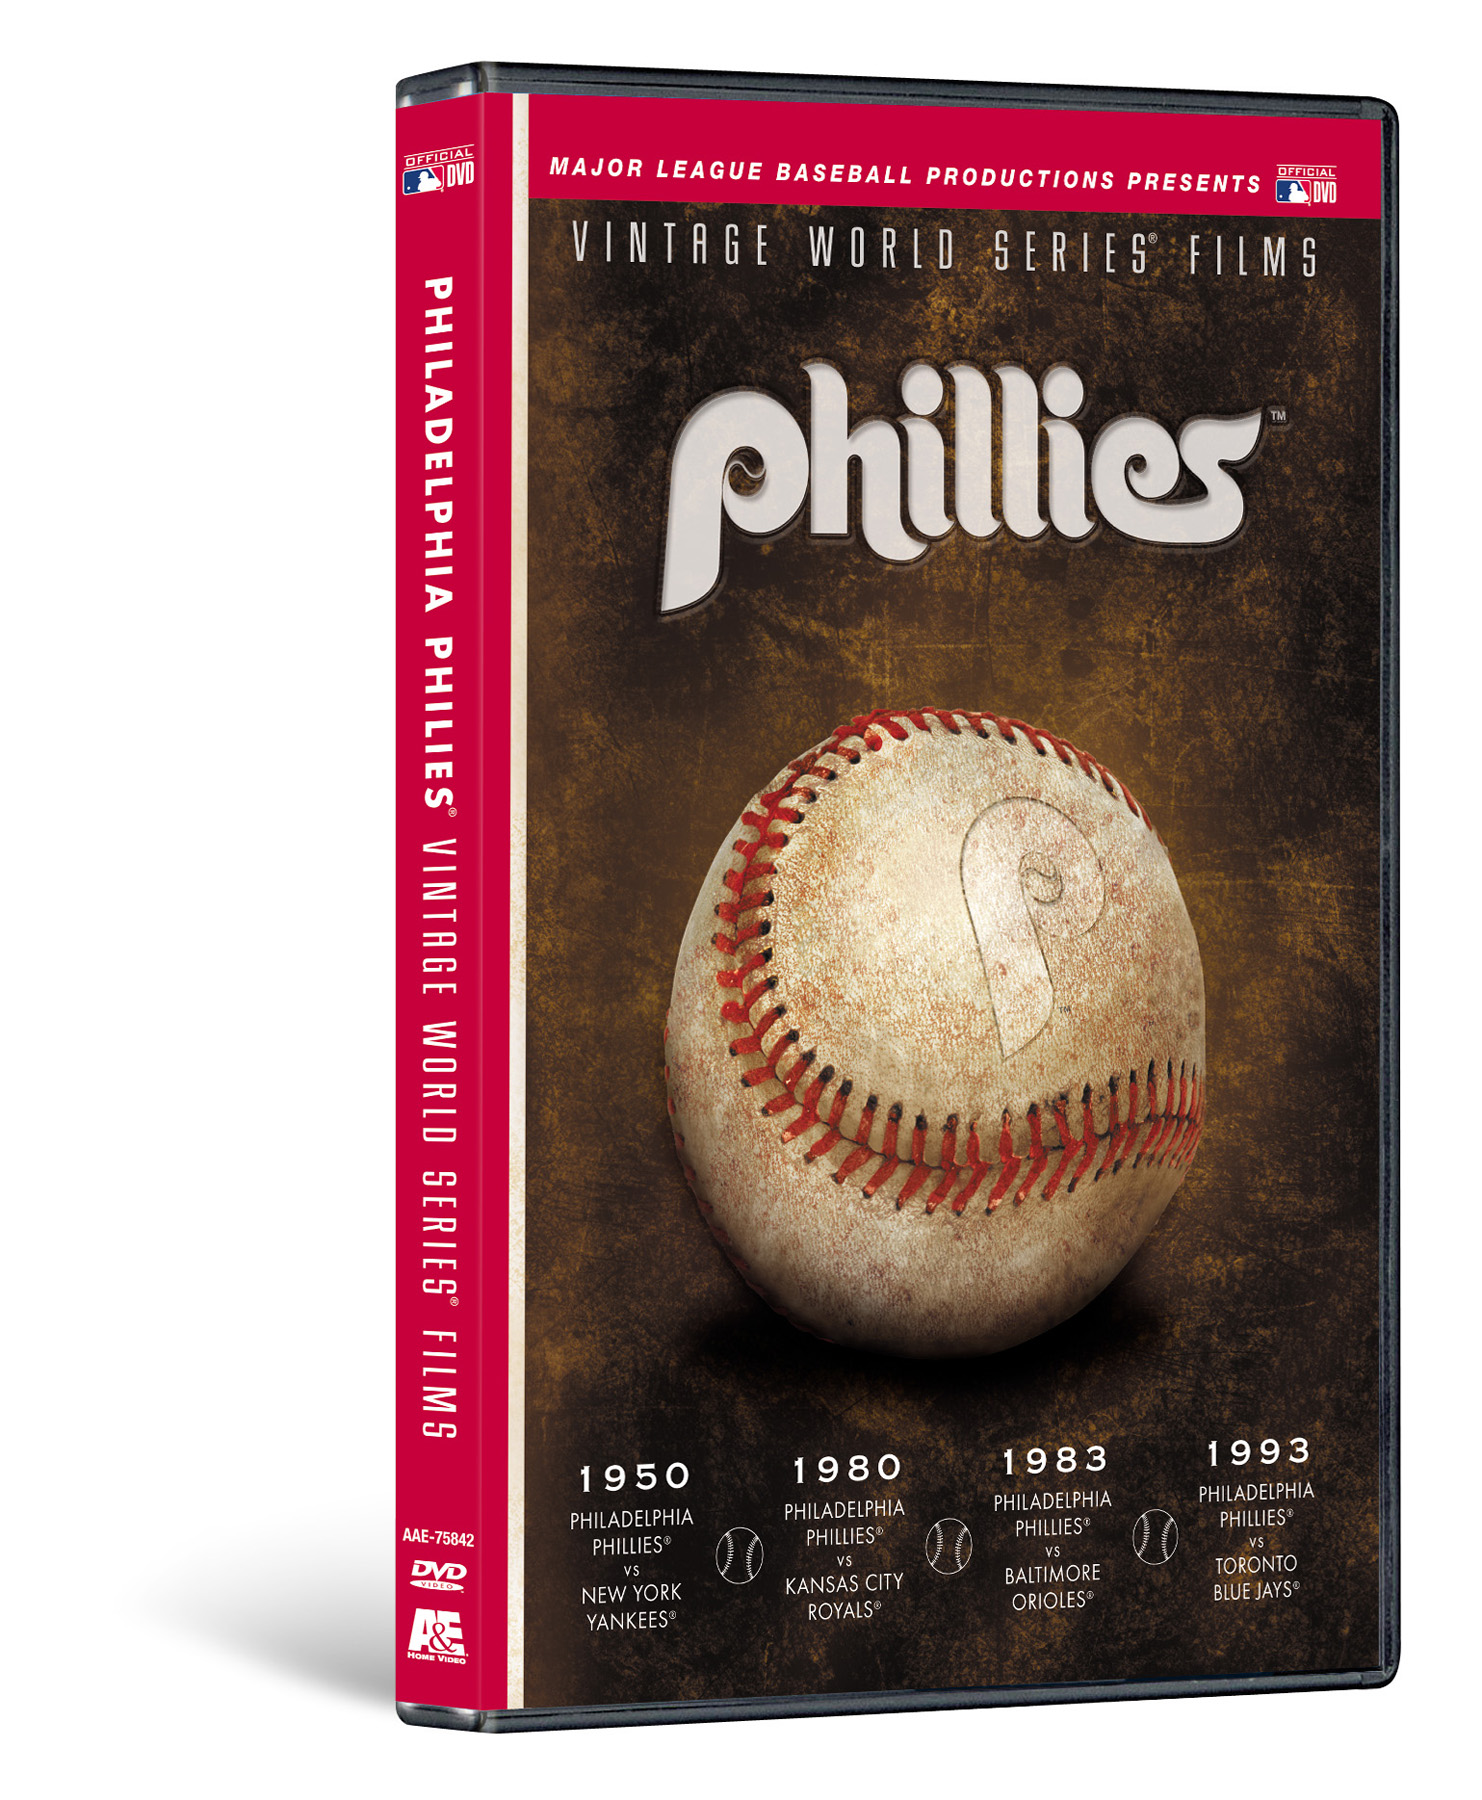 OFFICIAL
DVD
PHILADELPHIA PHILLIES® VINTAGE WORLD SERIES® FILMS
AAE-75842
DVD
VIDEO
A&E
HOME VIDEO
MAJOR LEAGUE BASEBALL PRODUCTIONS PRESENTS
OFFICIAL
DVD
VINTAGE WORLD SERIES® FILMS
phillies™
P™
1950
PHILADELPHIA
PHILLIES®
vs
NEW YORK
YANKEES®
1980
PHILADELPHIA
PHILLIES®
vs
KANSAS CITY
ROYALS®
1983
PHILADELPHIA
PHILLIES®
vs
BALTIMORE
ORIOLES®
1993
PHILADELPHIA
PHILLIES®
vs
TORONTO
BLUE JAYS®